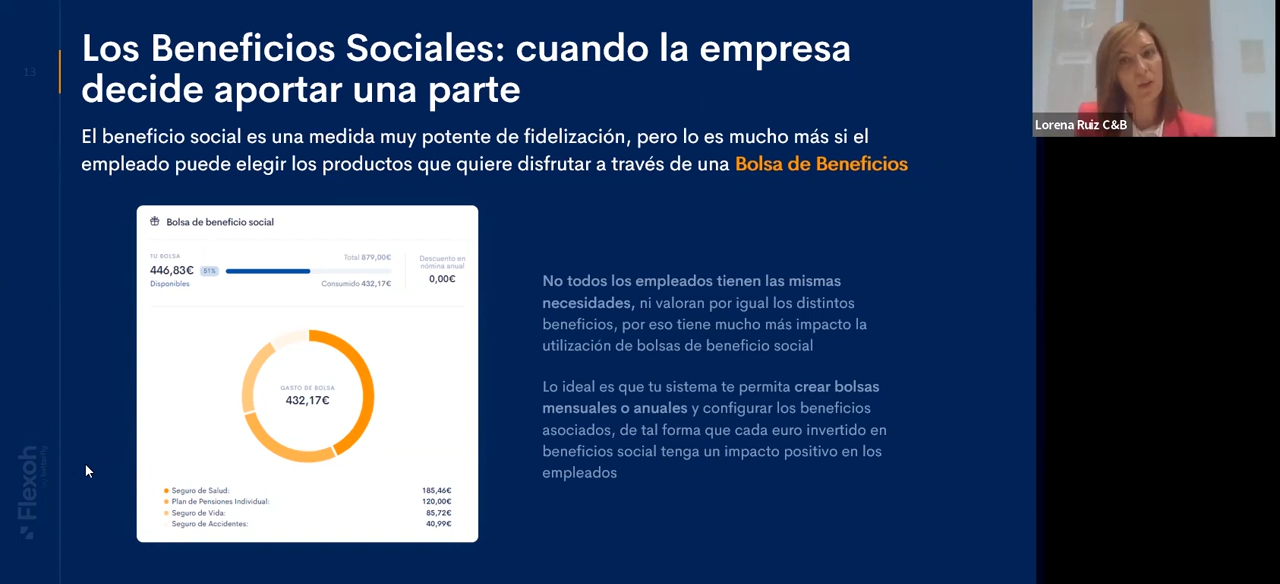 13
Los Beneficios Sociales: cuando la empresa
decide aportar una parte
El beneficio social es una medida muy potente de fidelización, pero lo es mucho más si el
empleado puede elegir los productos que quiere disfrutar a través de una Bolsa de Beneficios
Lorena Ruiz C&B
Bolsa de beneficio social
TU BOLSA
446,83€ 51%
Disponibles
Total 879,00€
Consumido 432,17€
Descuento en
nómina anual
0,00€
GASTO DE BOLSA
432,17€
Seguro de Salud: 185,46€
Plan de Pensiones Individual: 120,00€
Seguro de Vida: 85,72€
Seguro de Accidentes: 40,99€
No todos los empleados tienen las mismas
necesidades, ni valoran por igual los distintos
beneficios, por eso tiene mucho más impacto la
utilización de bolsas de beneficio social
Lo ideal es que tu sistema te permita crear bolsas
mensuales o anuales y configurar los beneficios
asociados, de tal forma que cada euro invertido en
beneficios social tenga un impacto positivo en los
empleados
Flexoh